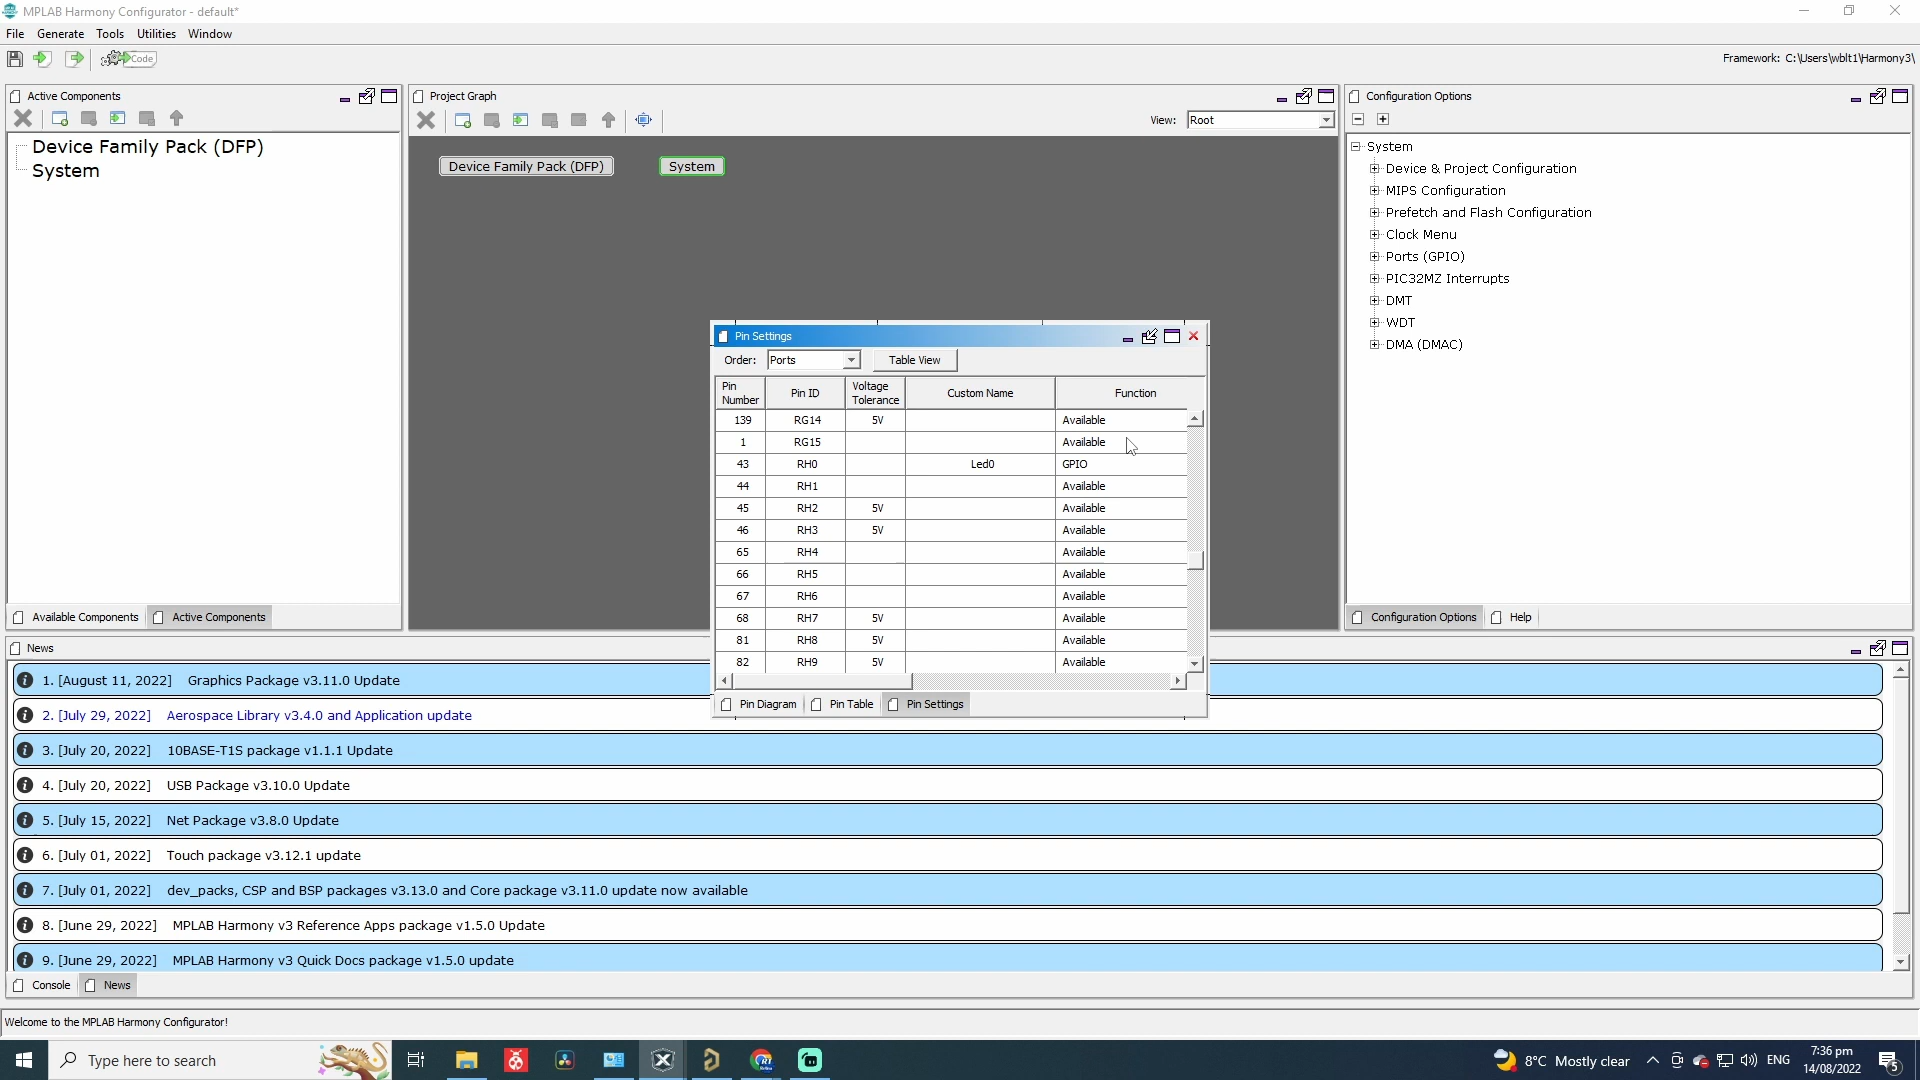 MPLAB Harmony Configurator - default*
File Generate Tools Utilities Window
Code
Framework: C:\Users\wblt1\Harmony3\
Active Components
Device Family Pack (DFP)
System
Available Components Active Components
Project Graph
View: Root
Device Family Pack (DFP) System
Configuration Options
System
Device & Project Configuration
MIPS Configuration
Prefetch and Flash Configuration
Clock Menu
Ports (GPIO)
PIC32MZ Interrupts
DMT
WDT
DMA (DMAC)
Configuration Options Help
Pin Settings
Order: Ports Table View
Pin Number Pin ID Voltage Tolerance Custom Name Function
139 RG14 5V Available
1 RG15 Available
43 RH0 Led0 GPIO
44 RH1 Available
45 RH2 5V Available
46 RH3 5V Available
65 RH4 Available
66 RH5 Available
67 RH6 Available
68 RH7 5V Available
81 RH8 5V Available
82 RH9 5V Available
Pin Diagram Pin Table Pin Settings
News
1. [August 11, 2022] Graphics Package v3.11.0 Update
2. [July 29, 2022] Aerospace Library v3.4.0 and Application update
3. [July 20, 2022] 10BASE-T1S package v1.1.1 Update
4. [July 20, 2022] USB Package v3.10.0 Update
5. [July 15, 2022] Net Package v3.8.0 Update
6. [July 01, 2022] Touch package v3.12.1 update
7. [July 01, 2022] dev_packs, CSP and BSP packages v3.13.0 and Core package v3.11.0 update now available
8. [June 29, 2022] MPLAB Harmony v3 Reference Apps package v1.5.0 Update
9. [June 29, 2022] MPLAB Harmony v3 Quick Docs package v1.5.0 update
Console News
Welcome to the MPLAB Harmony Configurator!
Type here to search
8°C Mostly clear ENG
7:36 pm
14/08/2022
5